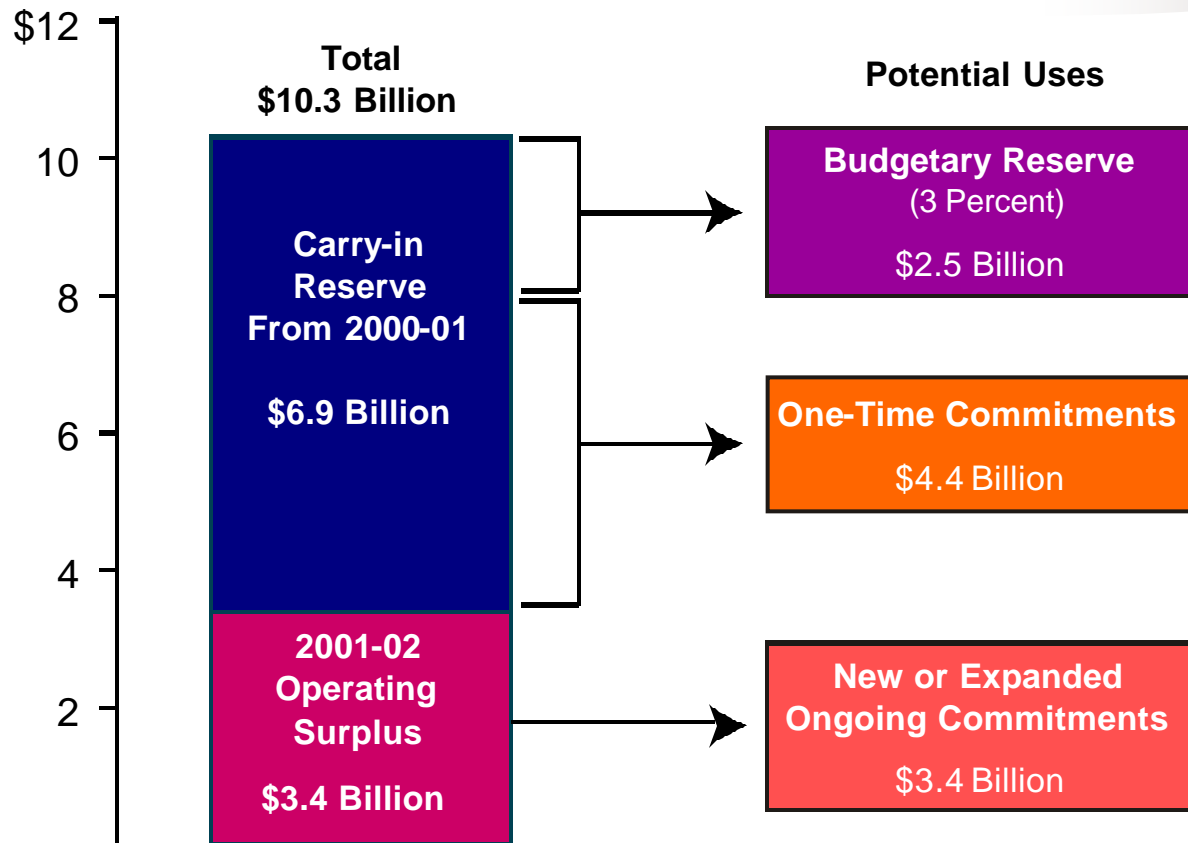 $12
10
8
6
4
2
Total
$10.3 Billion
Carry-in
Reserve
From 2000-01
$6.9 Billion
2001-02
Operating
Surplus
$3.4 Billion
Potential Uses
Budgetary Reserve
(3 Percent)
$2.5 Billion
One-Time Commitments
$4.4 Billion
New or Expanded
Ongoing Commitments
$3.4 Billion